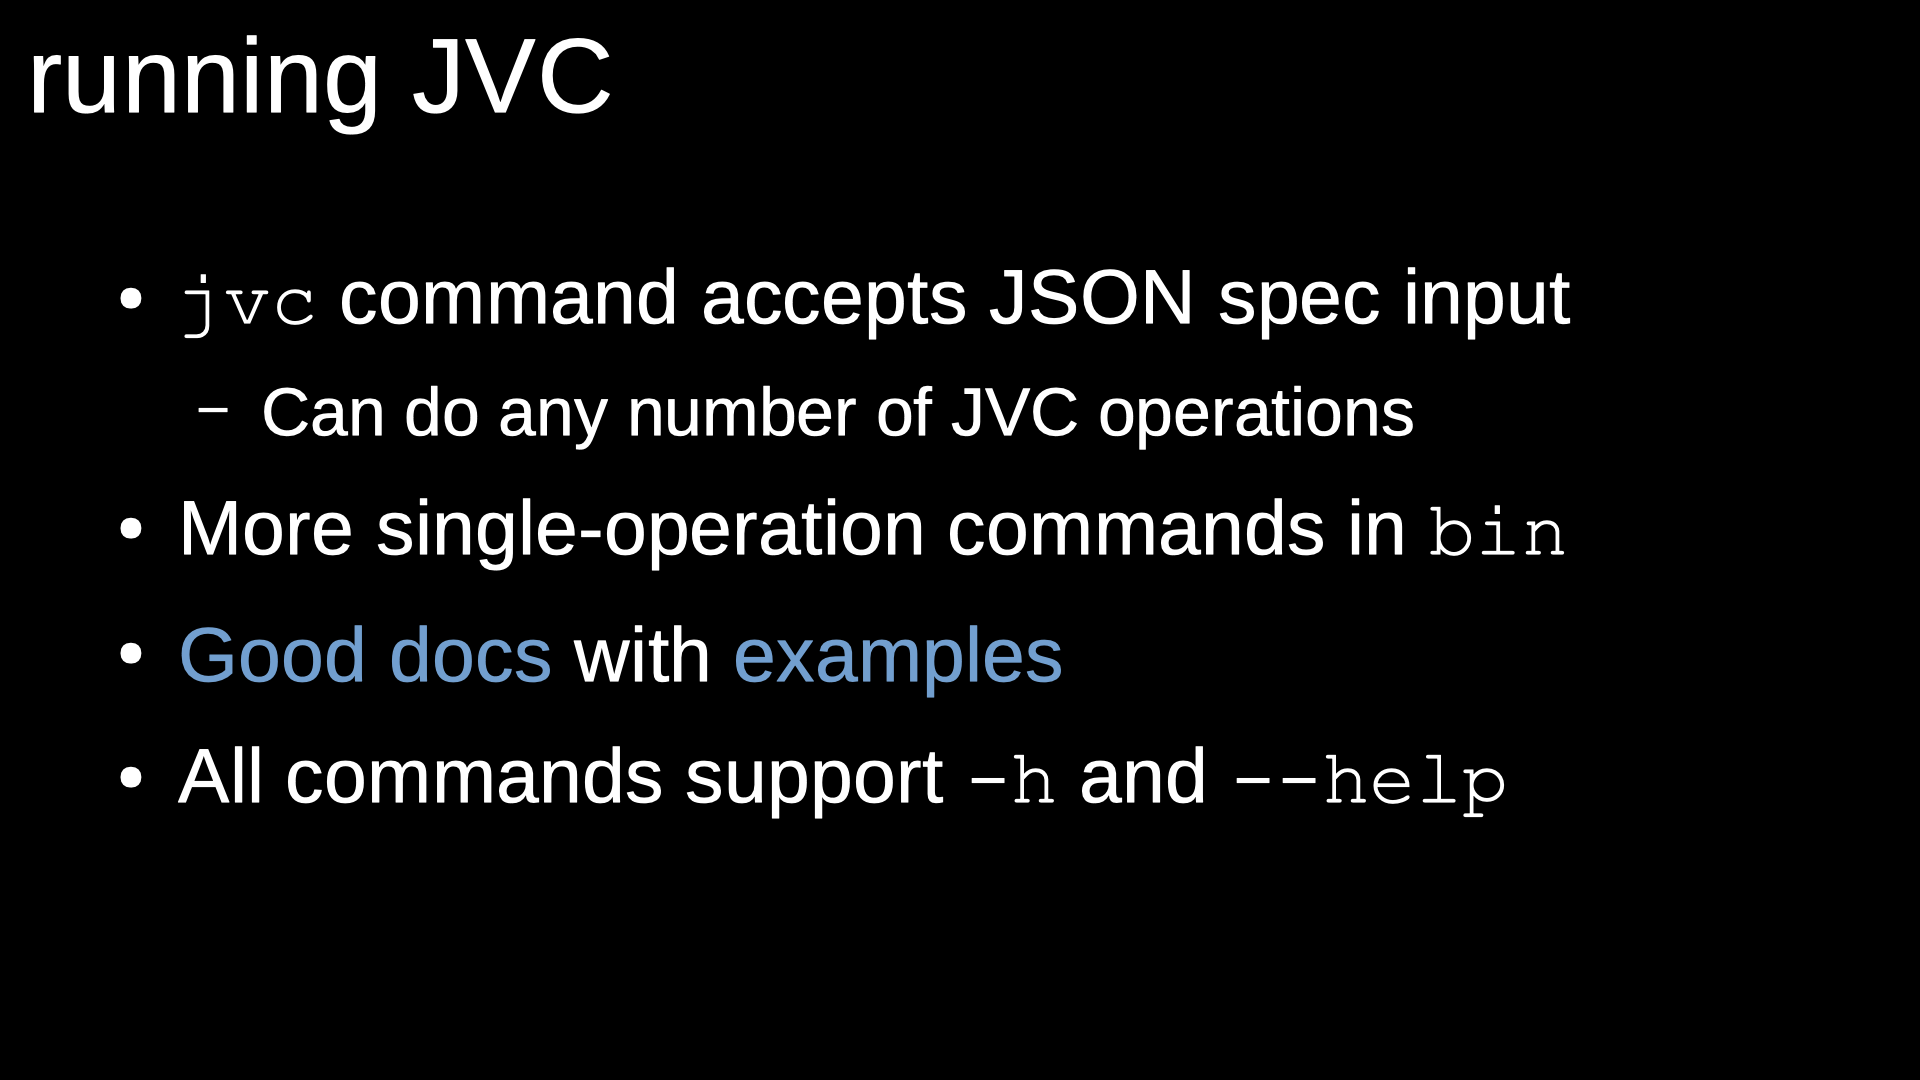 running JVC
• jvc command accepts JSON spec input
– Can do any number of JVC operations
• More single-operation commands in bin
• Good docs with examples
• All commands support -h and --help